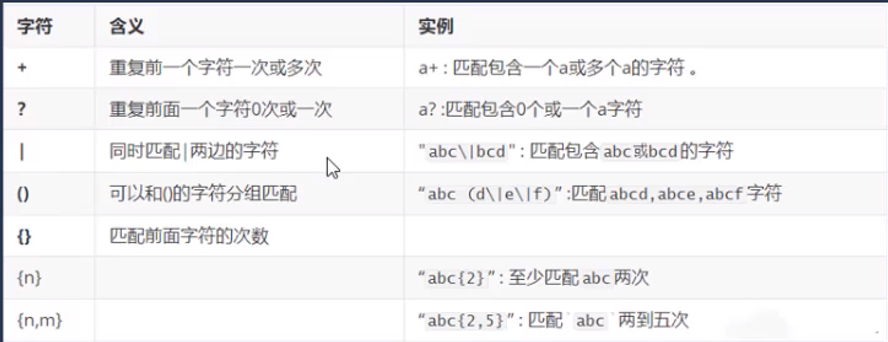 字符 含义 实例
+ 重复前一个字符一次或多次 a+ : 匹配包含一个a或多个a的字符 。
? 重复前面一个字符0次或一次 a? :匹配包含0个或一个a字符
| 同时匹配|两边的字符 "abc\|bcd" : 匹配包含abc或bcd的字符
() 可以和()的字符分组匹配 “abc (d\|e\|f)” :匹配abcd,abce,abcf字符
{} 匹配前面字符的次数
{n} “abc{2}” : 至少匹配abc两次
{n,m} “abc{2,5}” : 匹配`abc`两到五次